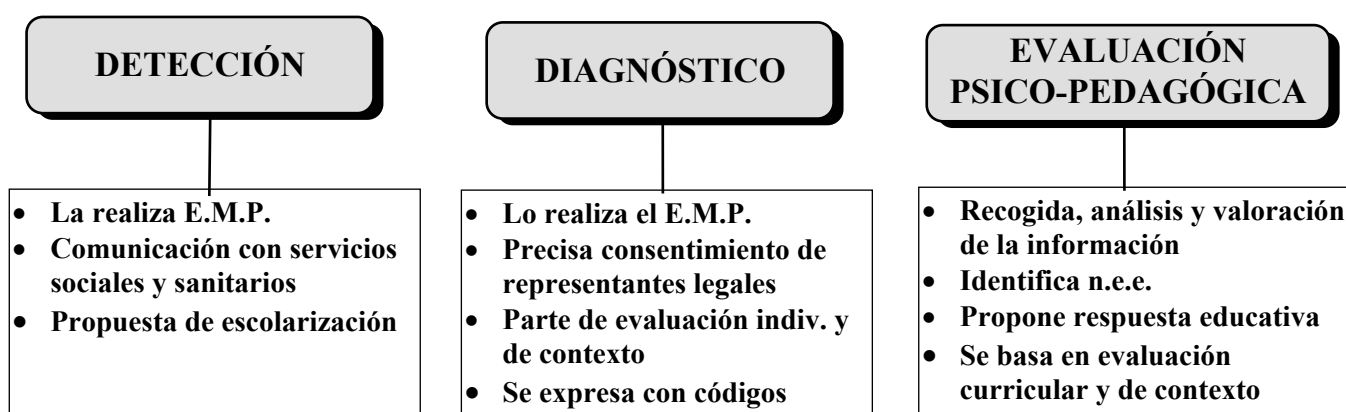 DETECCIÓN
• La realiza E.M.P.
• Comunicación con servicios
sociales y sanitarios
• Propuesta de escolarización
DIAGNÓSTICO
• Lo realiza el E.M.P.
• Precisa consentimiento de
representantes legales
• Parte de evaluación indiv. y
de contexto
• Se expresa con códigos
EVALUACIÓN
PSICO-PEDAGÓGICA
• Recogida, análisis y valoración
de la información
• Identifica n.e.e.
• Propone respuesta educativa
• Se basa en evaluación
curricular y de contexto